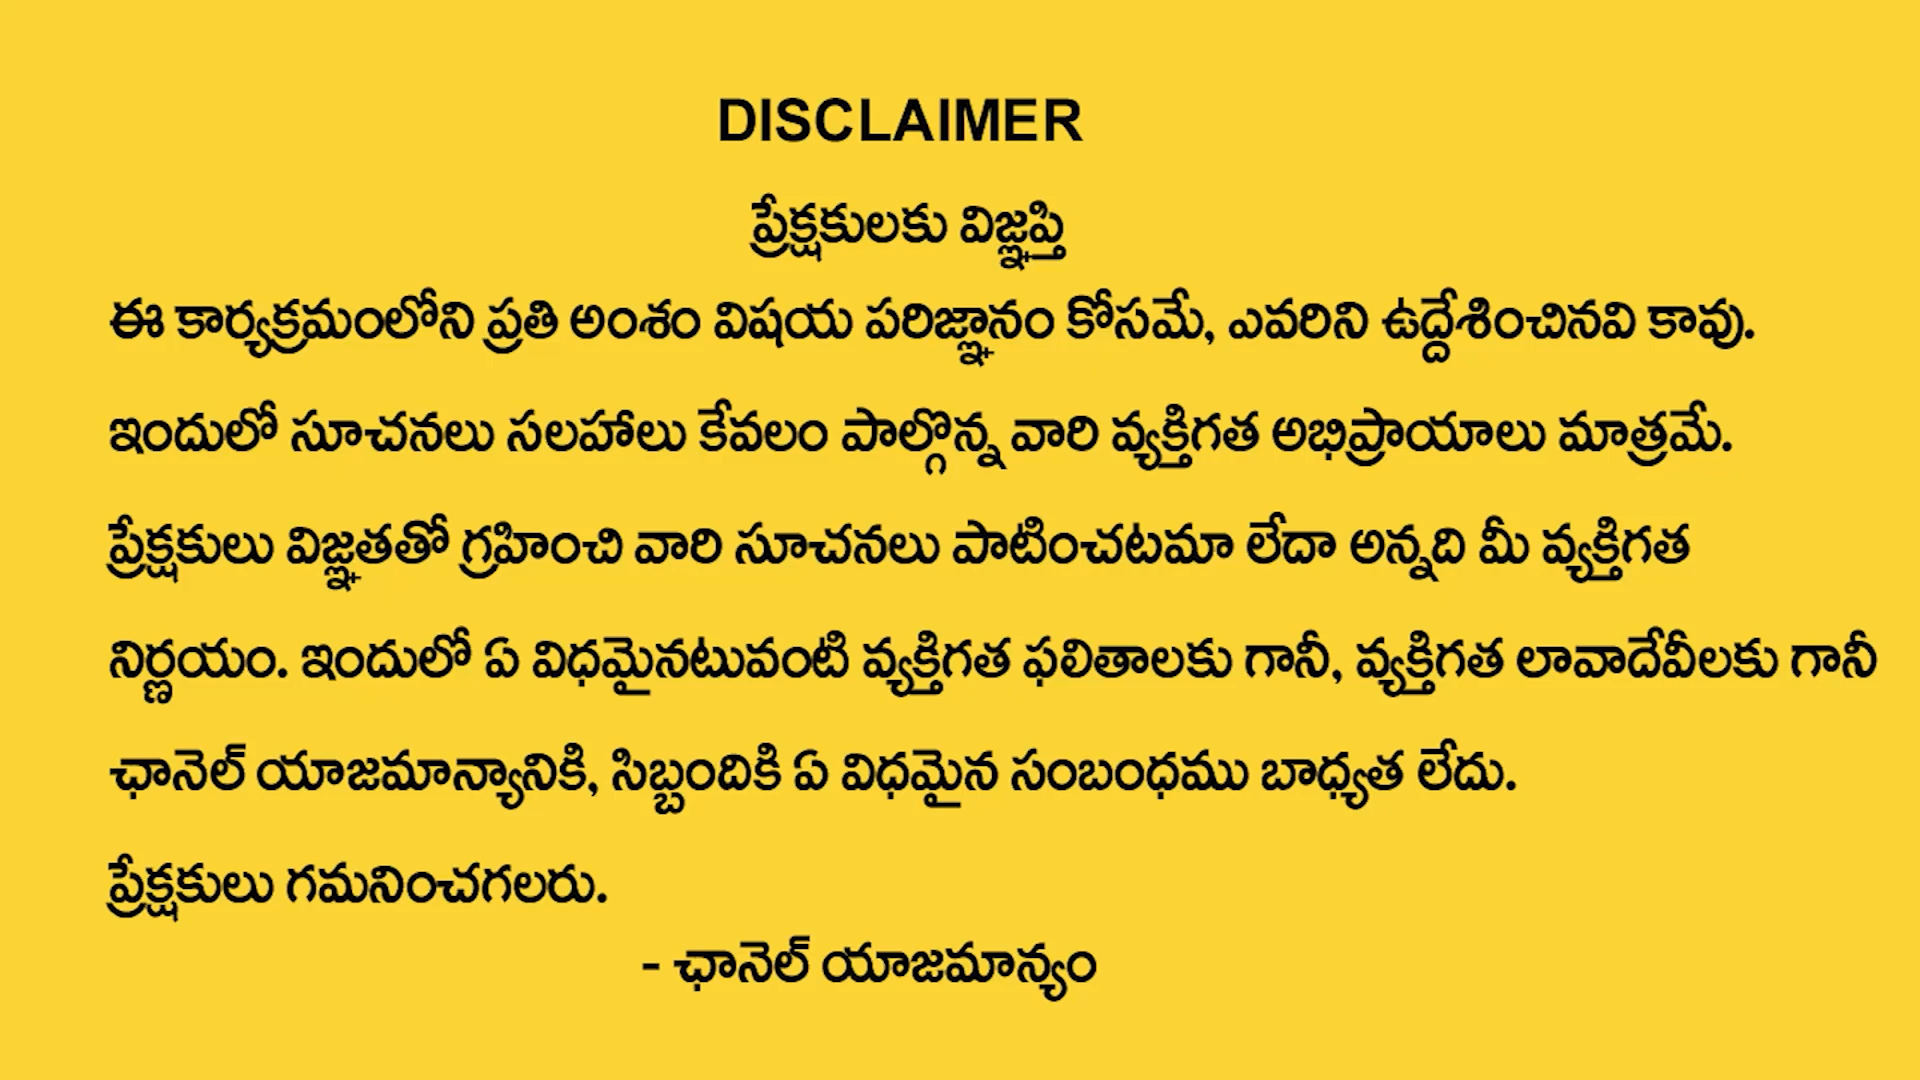 DISCLAIMER
ప్రేక్షకులకు విజ్ఞప్తి
ఈ కార్యక్రమంలోని ప్రతి అంశం విషయ పరిజ్ఞానం కోసమే, ఎవరిని ఉద్దేశించినవి కావు.
ఇందులో సూచనలు సలహాలు కేవలం పాల్గొన్న వారి వ్యక్తిగత అభిప్రాయాలు మాత్రమే.
ప్రేక్షకులు విజ్ఞతతో గ్రహించి వారి సూచనలు పాటించటమా లేదా అన్నది మీ వ్యక్తిగత
నిర్ణయం. ఇందులో ఏ విధమైనటువంటి వ్యక్తిగత ఫలితాలకు గానీ, వ్యక్తిగత లావాదేవీలకు గానీ
ఛానెల్ యాజమాన్యానికి, సిబ్బందికి ఏ విధమైన సంబంధము బాధ్యత లేదు.
ప్రేక్షకులు గమనించగలరు.
- ఛానెల్ యాజమాన్యం